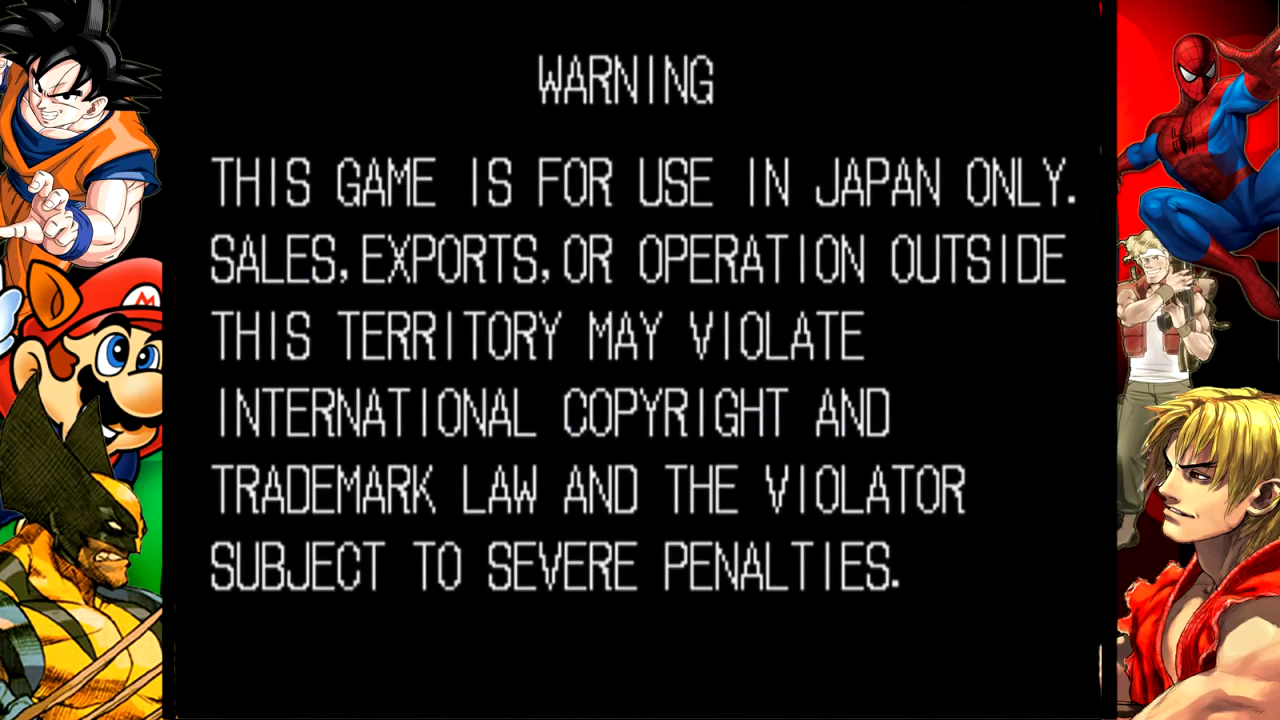 WARNING
THIS GAME IS FOR USE IN JAPAN ONLY.
SALES,EXPORTS,OR OPERATION OUTSIDE
THIS TERRITORY MAY VIOLATE
INTERNATIONAL COPYRIGHT AND
TRADEMARK LAW AND THE VIOLATOR
SUBJECT TO SEVERE PENALTIES.
M